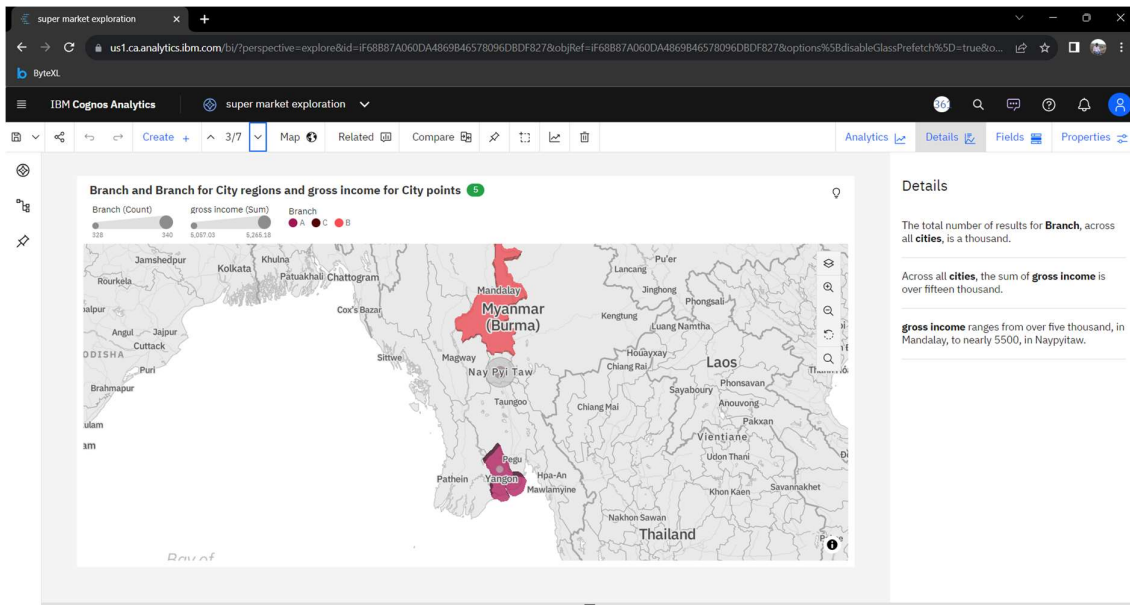 super market exploration
us1.ca.analytics.ibm.com/bi/?perspective=explore&id=iF68B87A060DA4869B46578096DBDF827&objRef=iF68B87A060DA4869B46578096DBDF827&options%5BdisableGlassPrefetch%5D=true&o...
ByteXL
IBM Cognos Analytics
super market exploration
Create
3/7
Map
Related
Compare
Analytics
Details
Fields
Properties
Branch and Branch for City regions and gross income for City points 5
Branch (Count)
328 340
gross income (Sum)
5,265.18
Branch
A C B
Jamshedpur
Kolkata
Khulna
Patuakhali
Chattogram
Rourkela
Cox's Bazar
Angul
Jajpur
Cuttack
ODISHA
Puri
Brahmapur
Sittwe
Magway
Mandalay
Myanmar
(Burma)
Nay Pyi Taw
Taungoo
Pegu
Yangon
Pathein
Hpa-An
Mawlamyine
Pu'er
Lancang
Jinghong
Phongsali
Kengtung
Luang Namtha
Houayxay
Chiang Rai
Laos
Phonsavan
Sayaboury
Anouvong
Chiang Mai
Pakxan
Vientiane
Udon Thani
Khon Kaen
Savannakhet
Nakhon Sawan
Thailand
Bay of
Details
The total number of results for Branch, across
all cities, is a thousand.
Across all cities, the sum of gross income is
over fifteen thousand.
gross income ranges from over five thousand, in
Mandalay, to nearly 5500, in Naypyitaw.